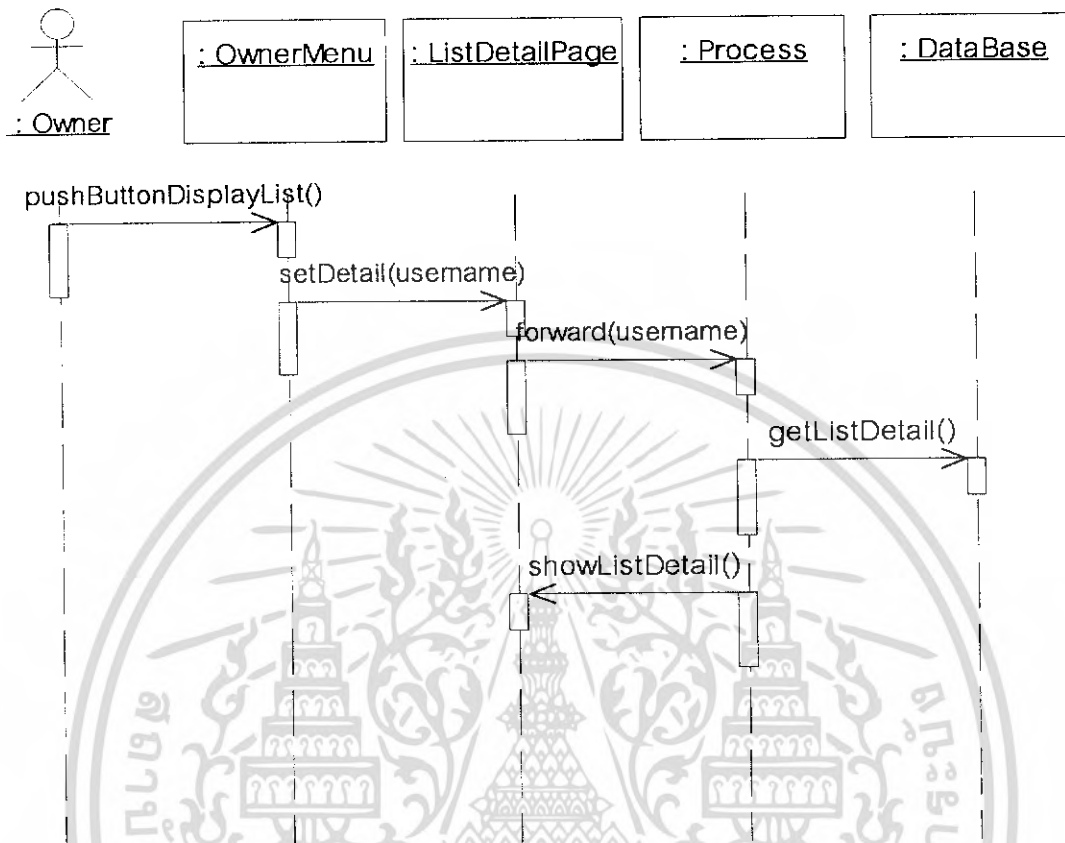 : Owner
: OwnerMenu
: ListDetailPage
: Process
: DataBase
pushButtonDisplayList()
setDetail(username)
forward(username)
getListDetail()
showListDetail()